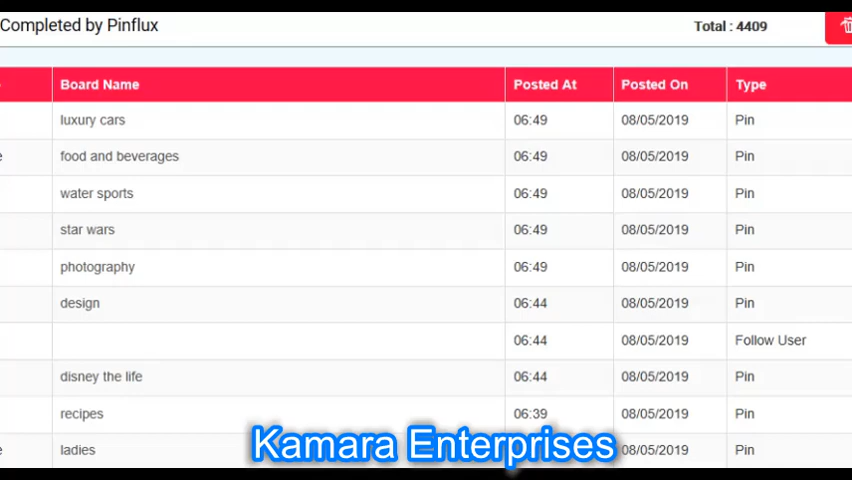 Completed by Pinflux Total : 4409
Board Name Posted At Posted On Type
luxury cars 06:49 08/05/2019 Pin
e food and beverages 06:49 08/05/2019 Pin
water sports 06:49 08/05/2019 Pin
star wars 06:49 08/05/2019 Pin
photography 06:49 08/05/2019 Pin
design 06:44 08/05/2019 Pin
06:44 08/05/2019 Follow User
disney the life 06:44 08/05/2019 Pin
recipes 06:39 08/05/2019 Pin
e ladies 08/05/2019 Pin
Kamara Enterprises